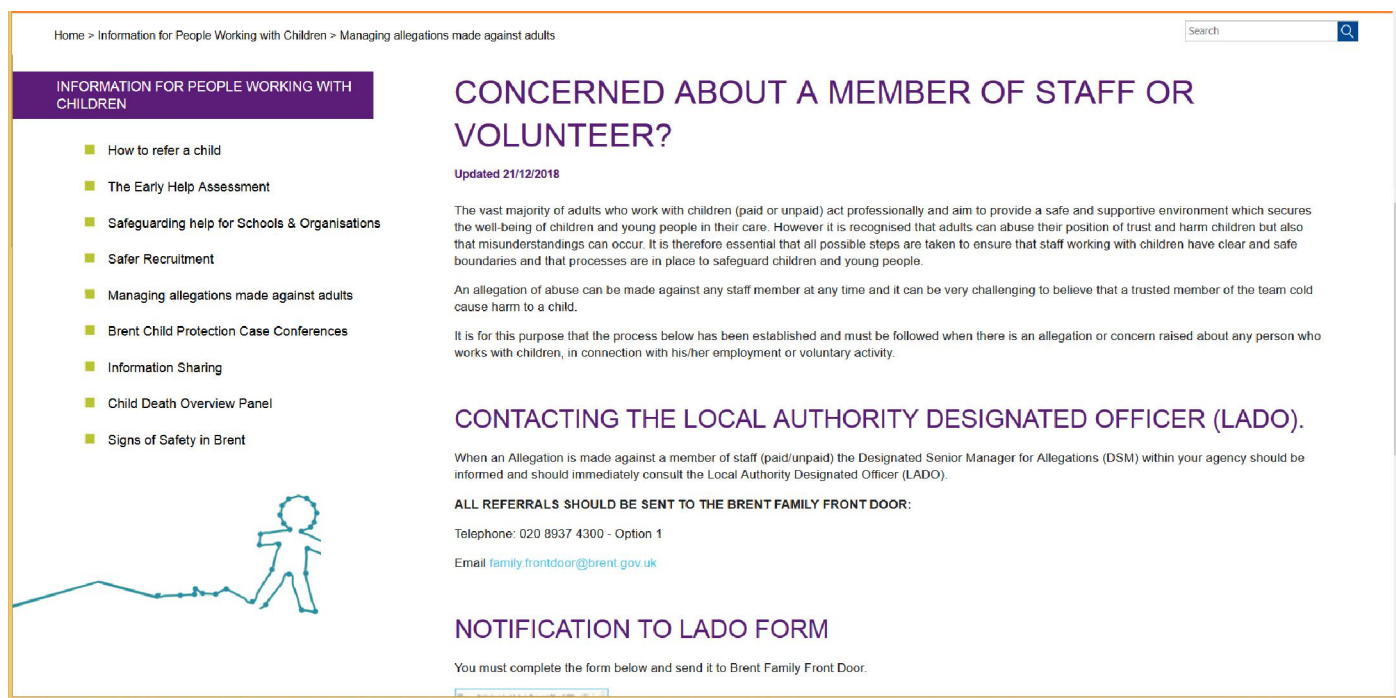 Home > Information for People Working with Children > Managing allegations made against adults
Search
INFORMATION FOR PEOPLE WORKING WITH
CHILDREN
How to refer a child
The Early Help Assessment
Safeguarding help for Schools & Organisations
Safer Recruitment
Managing allegations made against adults
Brent Child Protection Case Conferences
Information Sharing
Child Death Overview Panel
Signs of Safety in Brent
CONCERNED ABOUT A MEMBER OF STAFF OR
VOLUNTEER?
Updated 21/12/2018
The vast majority of adults who work with children (paid or unpaid) act professionally and aim to provide a safe and supportive environment which secures
the well-being of children and young people in their care. However it is recognised that adults can abuse their position of trust and harm children but also
that misunderstandings can occur. It is therefore essential that all possible steps are taken to ensure that staff working with children have clear and safe
boundaries and that processes are in place to safeguard children and young people.
An allegation of abuse can be made against any staff member at any time and it can be very challenging to believe that a trusted member of the team cold
cause harm to a child.
It is for this purpose that the process below has been established and must be followed when there is an allegation or concern raised about any person who
works with children, in connection with his/her employment or voluntary activity.
CONTACTING THE LOCAL AUTHORITY DESIGNATED OFFICER (LADO).
When an Allegation is made against a member of staff (paid/unpaid) the Designated Senior Manager for Allegations (DSM) within your agency should be
informed and should immediately consult the Local Authority Designated Officer (LADO).
ALL REFERRALS SHOULD BE SENT TO THE BRENT FAMILY FRONT DOOR:
Telephone: 020 8937 4300 - Option 1
Email family.frontdoor@brent.gov.uk
NOTIFICATION TO LADO FORM
You must complete the form below and send it to Brent Family Front Door.